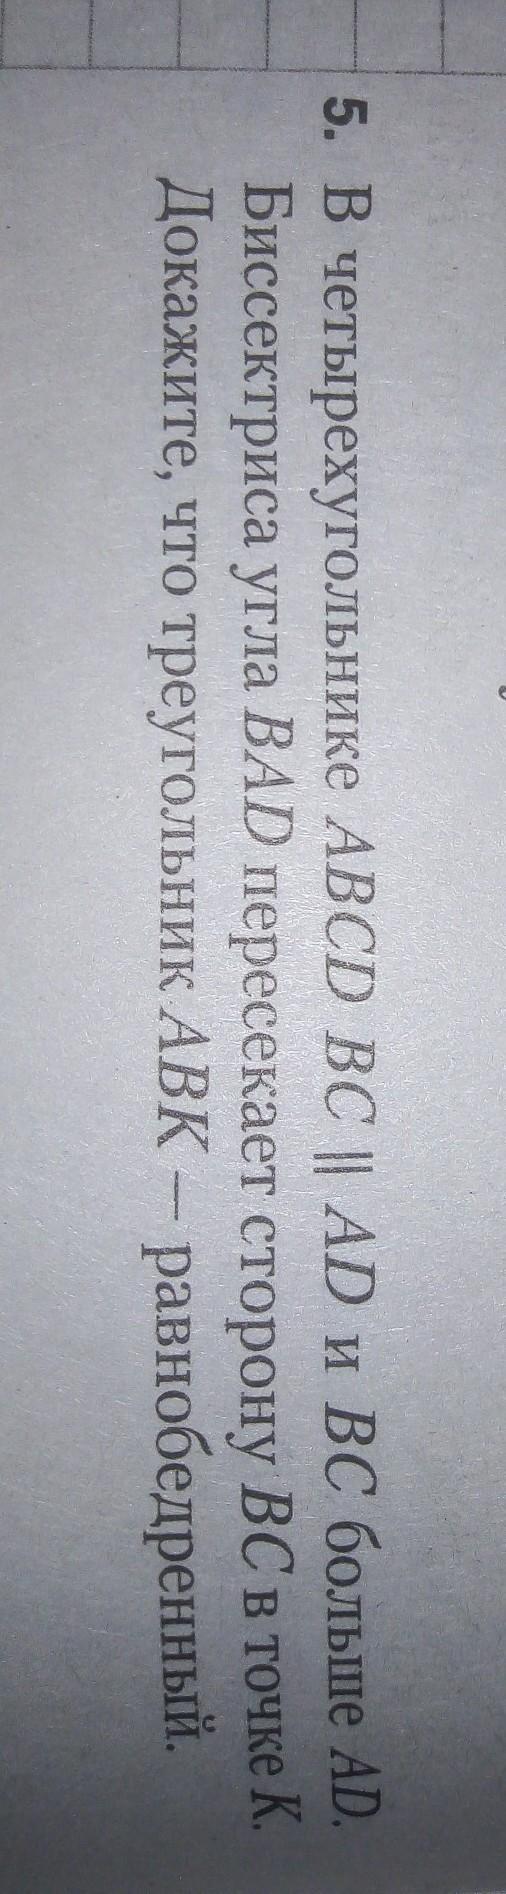 5. В четырехугольнике ABCD BC || AD и BC больше AD.
Биссектриса угла BAD пересекает сторону BC в точке K.
Докажите, что треугольник ABK — равнобедренный.